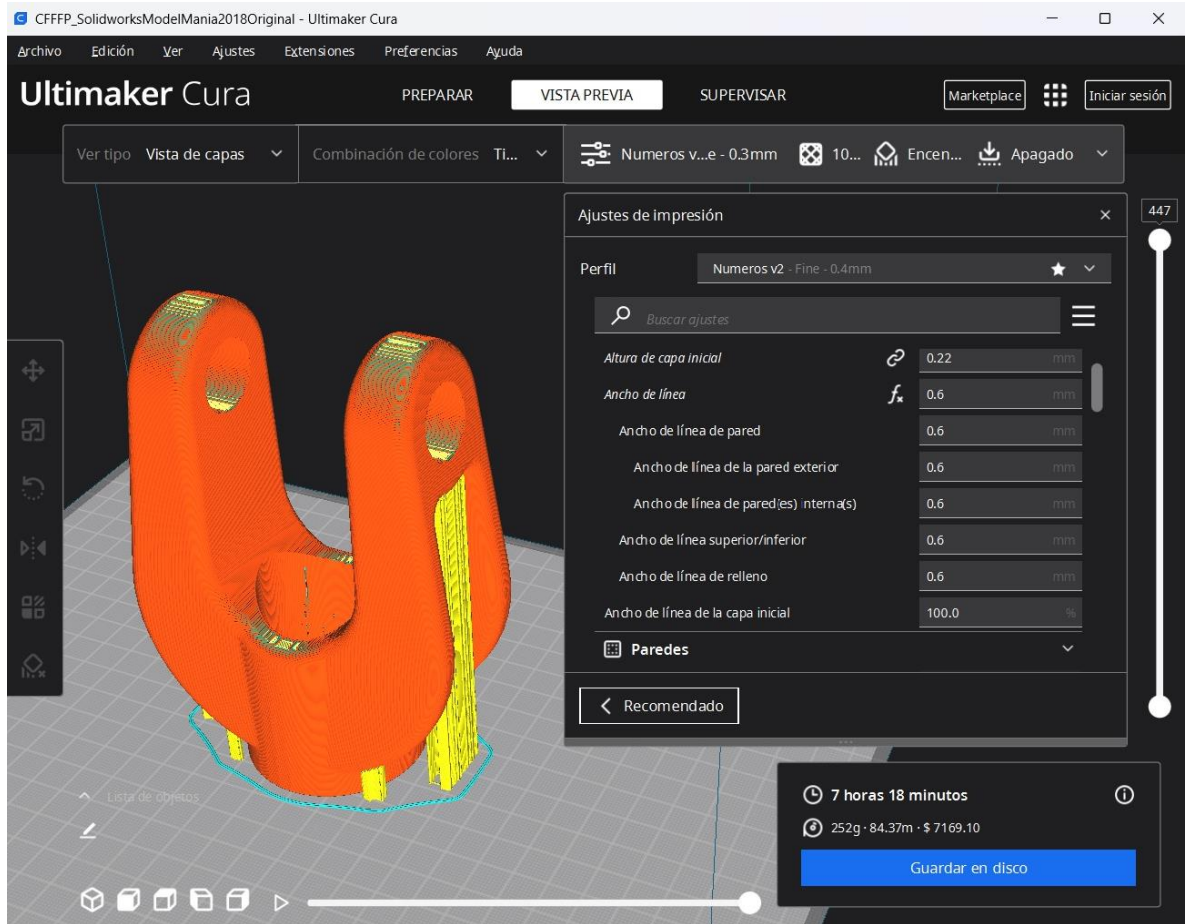 CFFFP_SolidworksModelMania2018Original - Ultimaker Cura
Archivo Edición Ver Ajustes Extensiones Preferencias Ayuda
Ultimaker Cura PREPARAR VISTA PREVIA SUPERVISAR Marketplace Iniciar sesión
Ver tipo Vista de capas Combinación de colores Ti... Numeros v...e - 0.3mm 10... Encen... Apagado
Ajustes de impresión
447
Perfil Numeros v2 - Fine - 0.4mm
Buscar ajustes
Altura de capa inicial 0.22 mm
Ancho de línea 0.6 mm
Ancho de línea de pared 0.6 mm
Ancho de línea de la pared exterior 0.6 mm
Ancho de línea de pared(es) interna(s) 0.6 mm
Ancho de línea superior/inferior 0.6 mm
Ancho de línea de relleno 0.6 mm
Ancho de línea de la capa inicial 100.0 %
Paredes
Recomendado
Lista de objetos
7 horas 18 minutos
252g · 84.37m · $ 7169.10
Guardar en disco